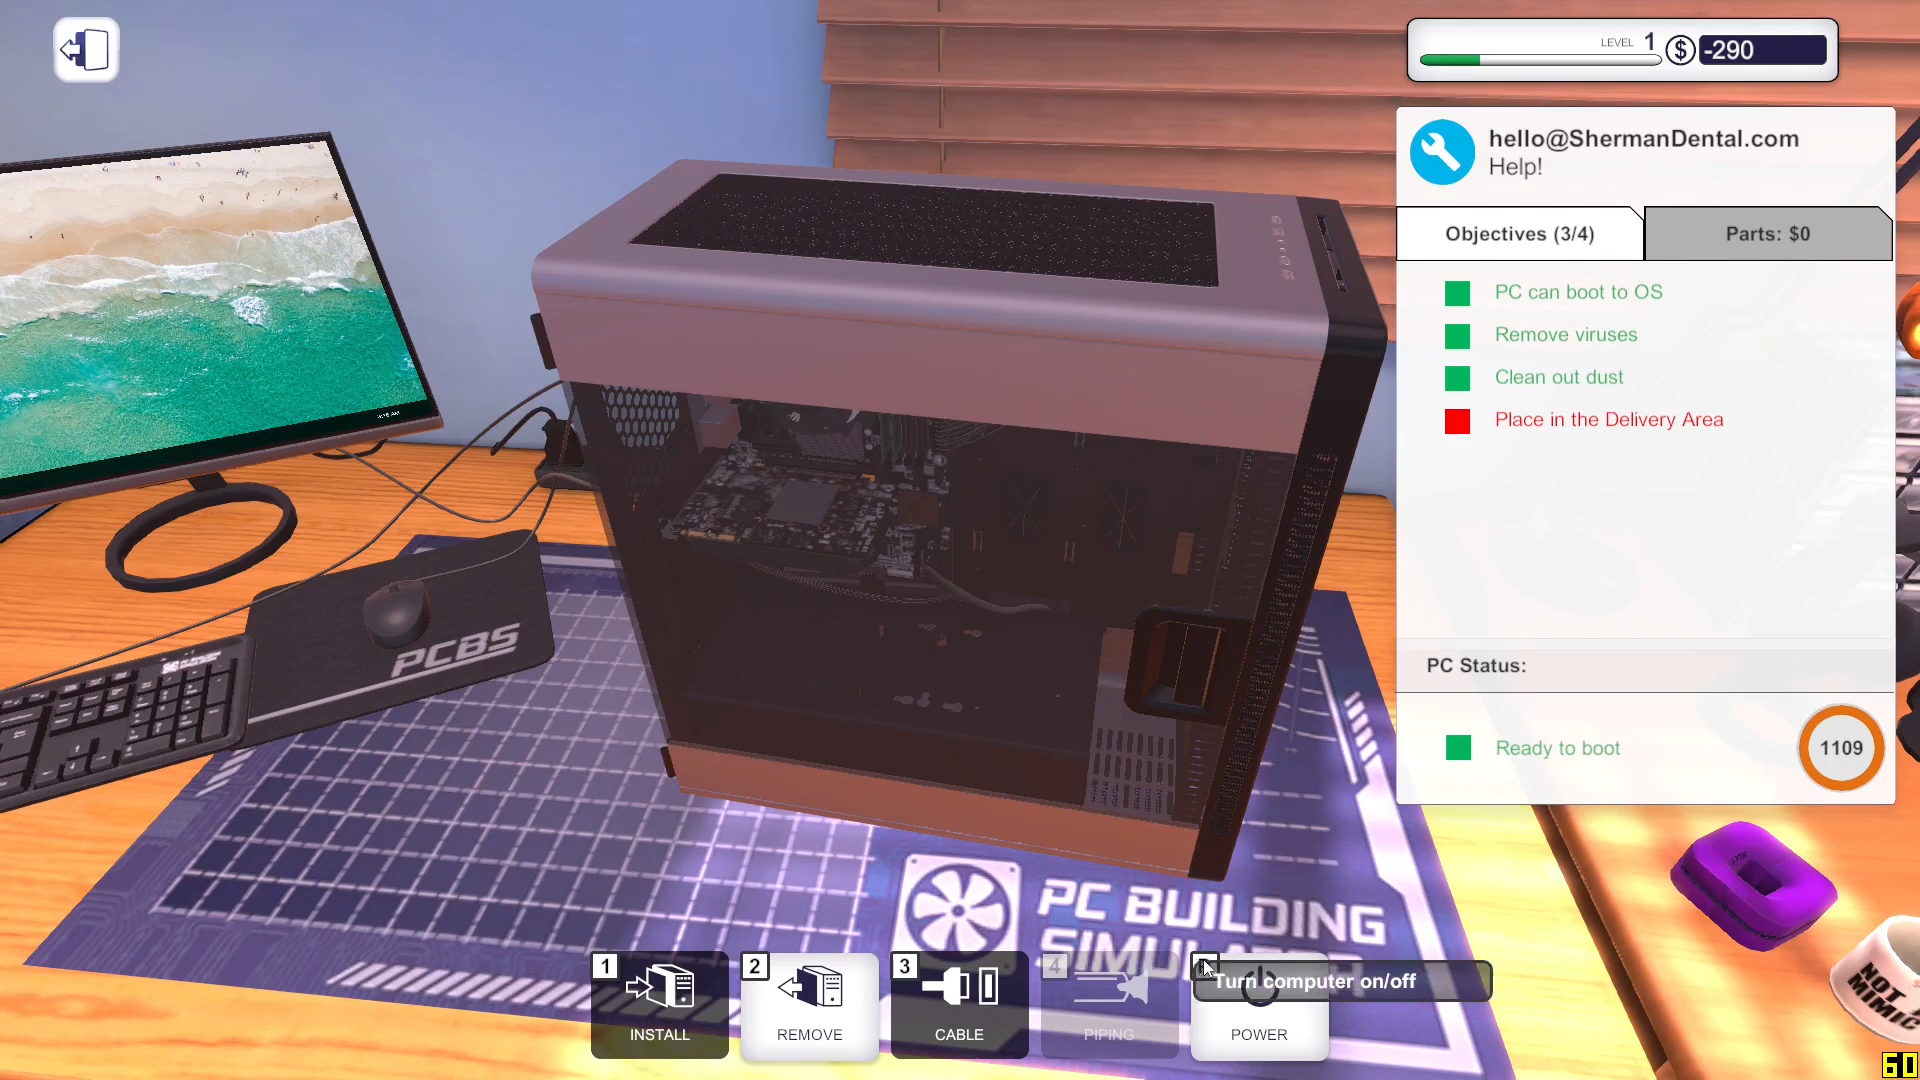 LEVEL 1
$ -290
hello@ShermanDental.com
Help!
Objectives (3/4)
Parts: $0
PC can boot to OS
Remove viruses
Clean out dust
Place in the Delivery Area
PC Status:
Ready to boot
1109
PCBS
PC BUILDING
NOT
MIMIC
Turn computer on/off
1
INSTALL
2
REMOVE
3
CABLE
4
PIPING
POWER
60